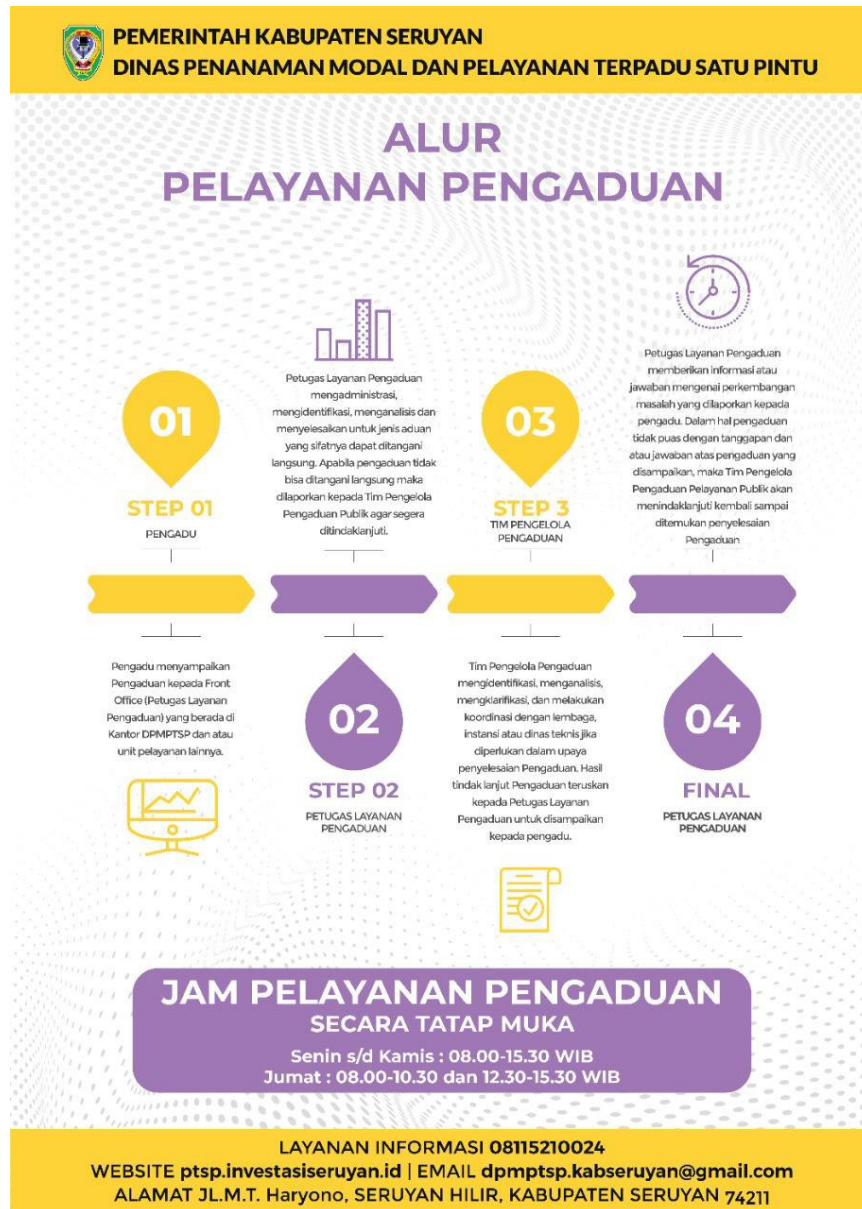 PEMERINTAH KABUPATEN SERUYAN
DINAS PENANAMAN MODAL DAN PELAYANAN TERPADU SATU PINTU
ALUR
PELAYANAN PENGADUAN
01
STEP 01
PENGADU
Pengadu menyampaikan
Pengaduan kepada Front
Office (Petugas Layanan
Pengaduan) yang berada di
Kantor DPMPTSP dan atau
unit pelayanan lainnya.
Petugas Layanan Pengaduan
mengadministrasi,
mengidentifikasi, menganalisis dan
menyelesaikan untuk jenis aduan
yang sifatnya dapat ditangani
langsung. Apabila pengaduan tidak
bisa ditangani langsung maka
dilaporkan kepada Tim Pengelola
Pengaduan Publik agar segera
ditindaklanjuti.
02
STEP 02
PETUGAS LAYANAN
PENGADUAN
03
STEP 3
TIM PENGELOLA
PENGADUAN
Tim Pengelola Pengaduan
mengidentifikasi, menganalisis,
mengklarifikasi, dan melakukan
koordinasi dengan lembaga,
instansi atau dinas teknis jika
diperlukan dalam upaya
penyelesaian Pengaduan. Hasil
tindak lanjut Pengaduan teruskan
kepada Petugas Layanan
Pengaduan untuk disampaikan
kepada pengadu.
Petugas Layanan Pengaduan
memberikan informasi atau
jawaban mengenai perkembangan
masalah yang dilaporkan kepada
pengadu. Dalam hal pengaduan
tidak puas dengan tanggapan dan
atau jawaban atas pengaduan yang
disampaikan, maka Tim Pengelola
Pengaduan Pelayanan Publik akan
menindaklanjuti kembali sampai
ditemukan penyelesaian
Pengaduan
04
FINAL
PETUGAS LAYANAN
PENGADUAN
JAM PELAYANAN PENGADUAN
SECARA TATAP MUKA
Senin s/d Kamis : 08.00-15.30 WIB
Jumat : 08.00-10.30 dan 12.30-15.30 WIB
LAYANAN INFORMASI 08115210024
WEBSITE ptsp.investasiseruyan.id | EMAIL dpmptsp.kabseruyan@gmail.com
ALAMAT JL.M.T. Haryono, SERUYAN HILIR, KABUPATEN SERUYAN 74211